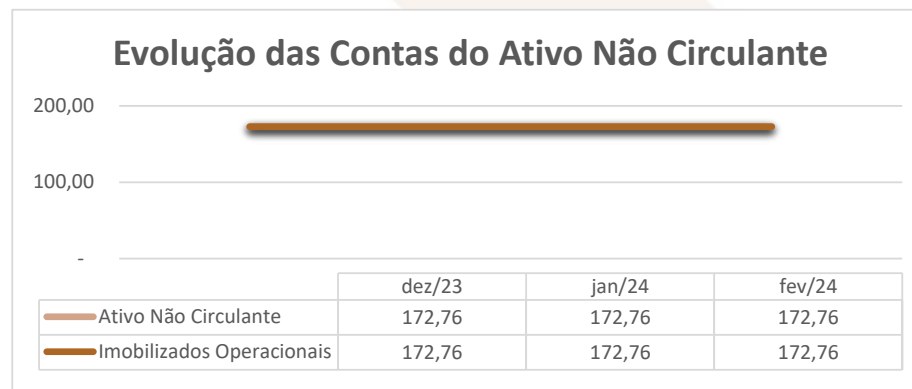 Evolução das Contas do Ativo Não Circulante
200,00
100,00
-
dez/23 jan/24 fev/24
Ativo Não Circulante 172,76 172,76 172,76
Imobilizados Operacionais 172,76 172,76 172,76